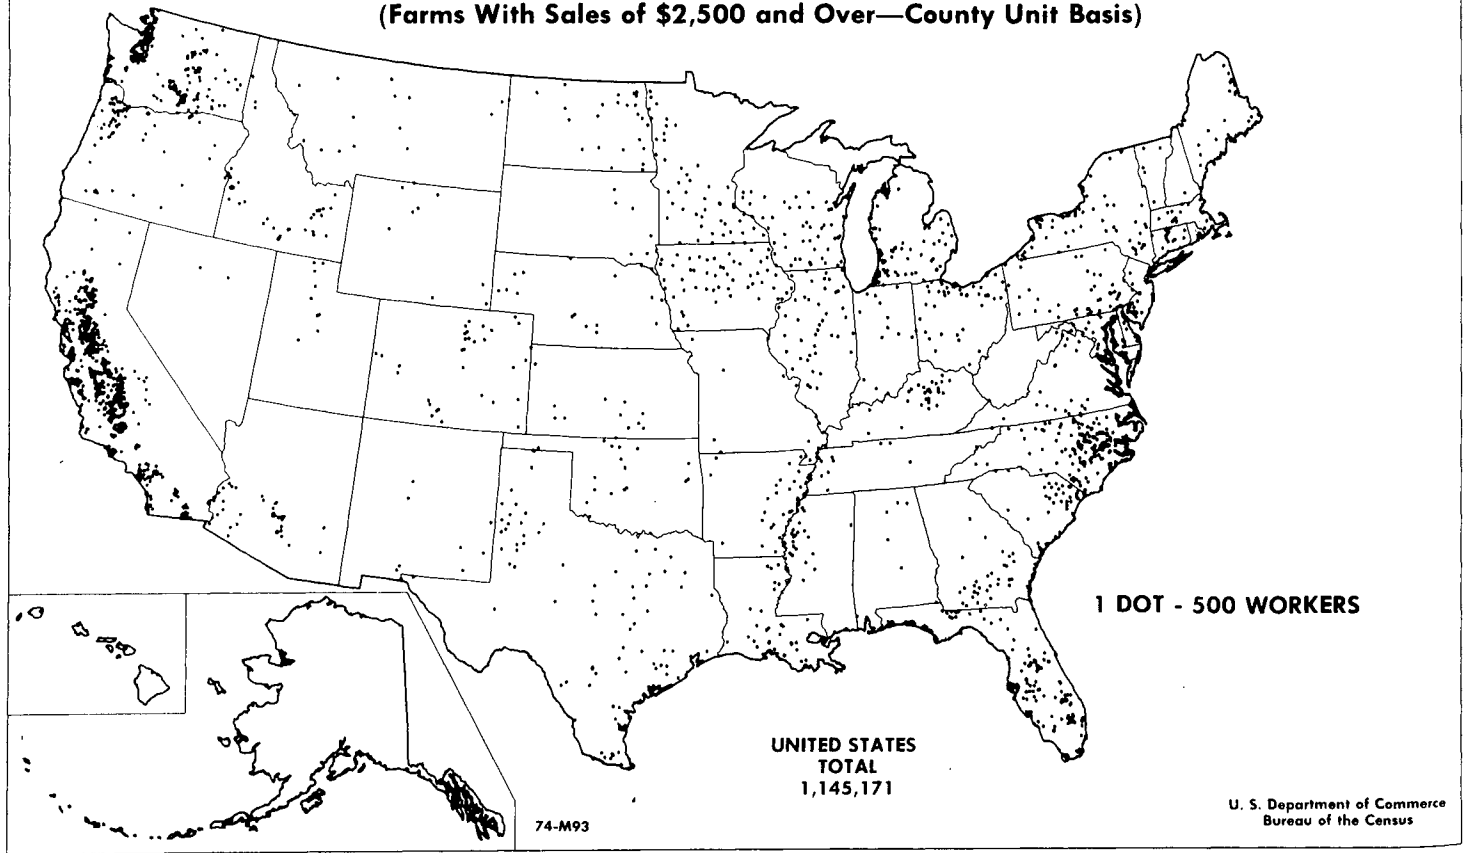 (Farms With Sales of $2,500 and Over—County Unit Basis)
1 DOT - 500 WORKERS
UNITED STATES
TOTAL
1,145,171
74-M93
U. S. Department of Commerce
Bureau of the Census